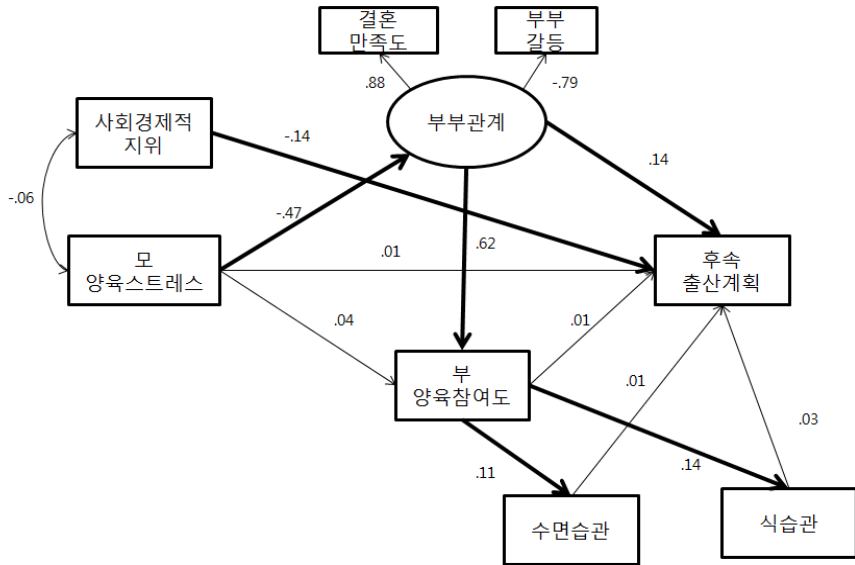 결혼
만족도
부부
갈등
.88
-.79
사회경제적
지위
부부관계
-.14
.14
-.06
-.47
모
양육스트레스
.01
.62
후속
출산계획
.04
.01
부
양육참여도
.01
.03
.11
.14
수면습관
식습관